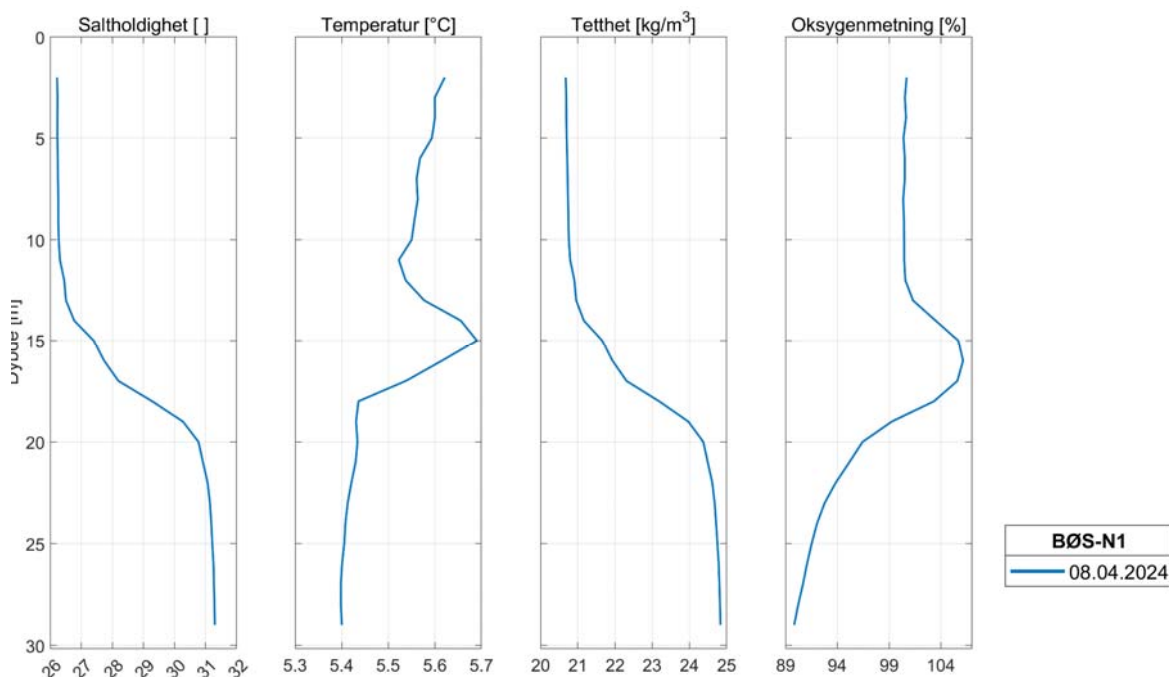 Saltholdighet [ ]
Temperatur [°C]
Tetthet [kg/m³]
Oksygenmetning [%]
Dybde [m]
0
5
10
15
20
25
30
26 27 28 29 30 31 32
5.3 5.4 5.5 5.6 5.7
20 21 22 23 24 25
89 94 99 104
BØS-N1
08.04.2024